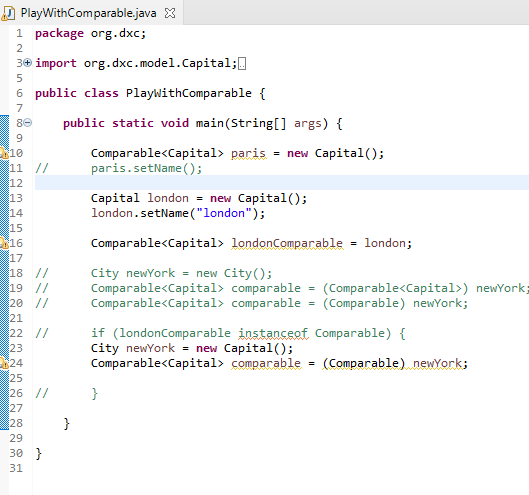 PlayWithComparable.java
1 package org.dxc;
2
3 import org.dxc.model.Capital;
5
6 public class PlayWithComparable {
7
8 public static void main(String[] args) {
9
10 Comparable<Capital> paris = new Capital();
11 // paris.setName();
12
13 Capital london = new Capital();
14 london.setName("london");
15
16 Comparable<Capital> londonComparable = london;
17
18 // City newYork = new City();
19 // Comparable<Capital> comparable = (Comparable<Capital>) newYork;
20 // Comparable<Capital> comparable = (Comparable) newYork;
21
22 // if (londonComparable instanceof Comparable) {
23 City newYork = new Capital();
24 Comparable<Capital> comparable = (Comparable) newYork;
25
26 // }
27
28 }
29
30 }
31